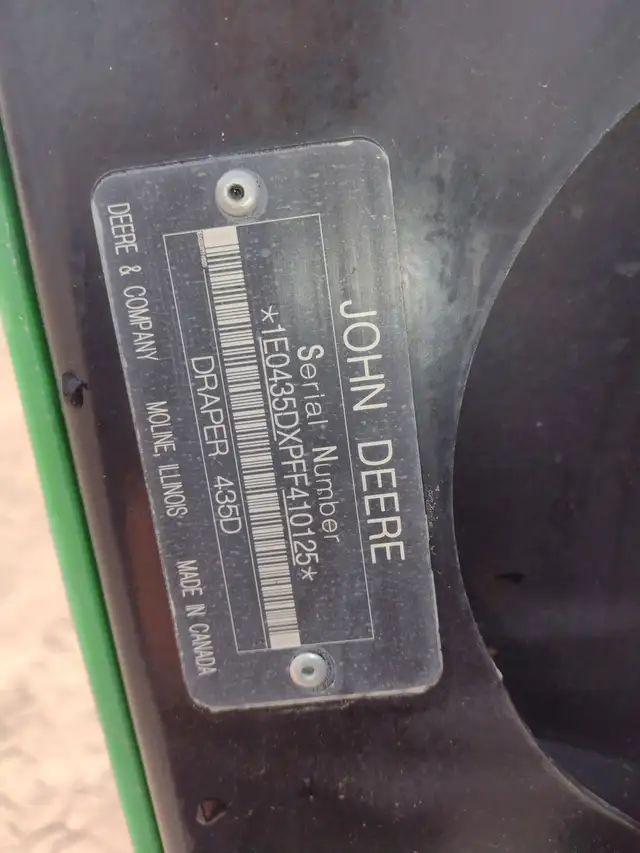 JOHN DEERE
Serial Number
*1E0435DXPFF410125*
DRAPER 435D
DEERE & COMPANY MOLINE, ILLINOIS MADE IN CANADA